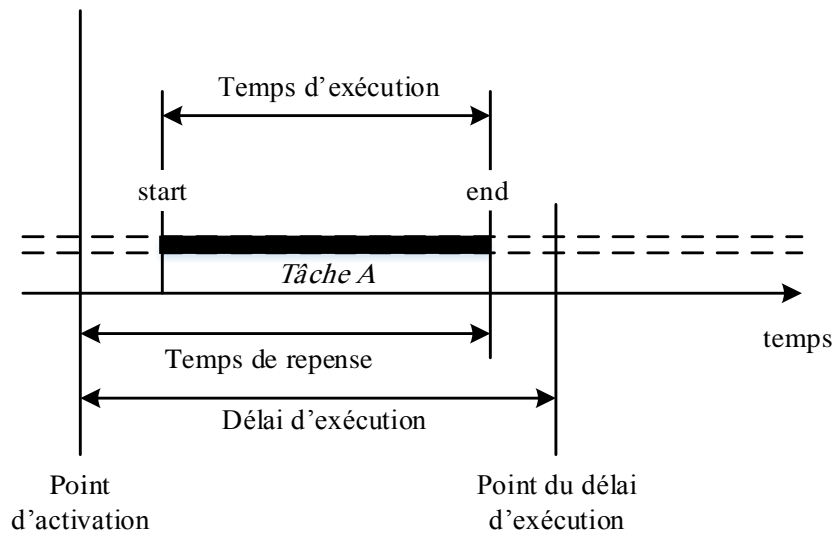 Temps d'exécution
start
end
Tâche A
temps
Temps de repense
Délai d'exécution
Point
d'activation
Point du délai
d'exécution